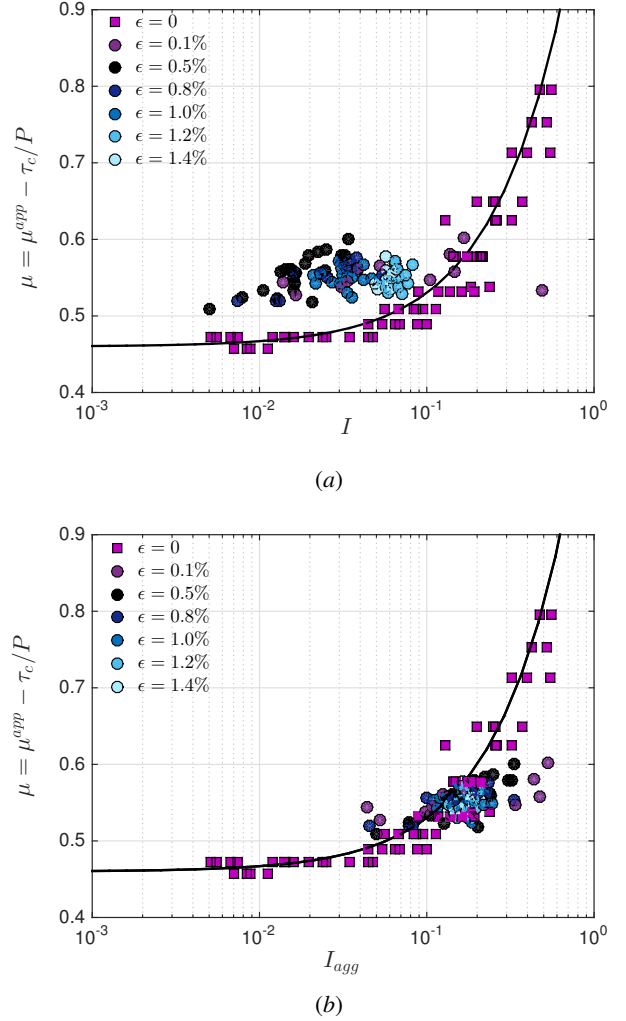 0.9
0.8
0.7
0.6
0.5
0.4
μ = μ^{app} − τ_c/P
ϵ = 0
ϵ = 0.1%
ϵ = 0.5%
ϵ = 0.8%
ϵ = 1.0%
ϵ = 1.2%
ϵ = 1.4%
10^{-3} 10^{-2} 10^{-1} 10^{0}
I
(a)
0.9
0.8
0.7
0.6
0.5
0.4
μ = μ^{app} − τ_c/P
ϵ = 0
ϵ = 0.1%
ϵ = 0.5%
ϵ = 0.8%
ϵ = 1.0%
ϵ = 1.2%
ϵ = 1.4%
10^{-3} 10^{-2} 10^{-1} 10^{0}
I_{agg}
(b)